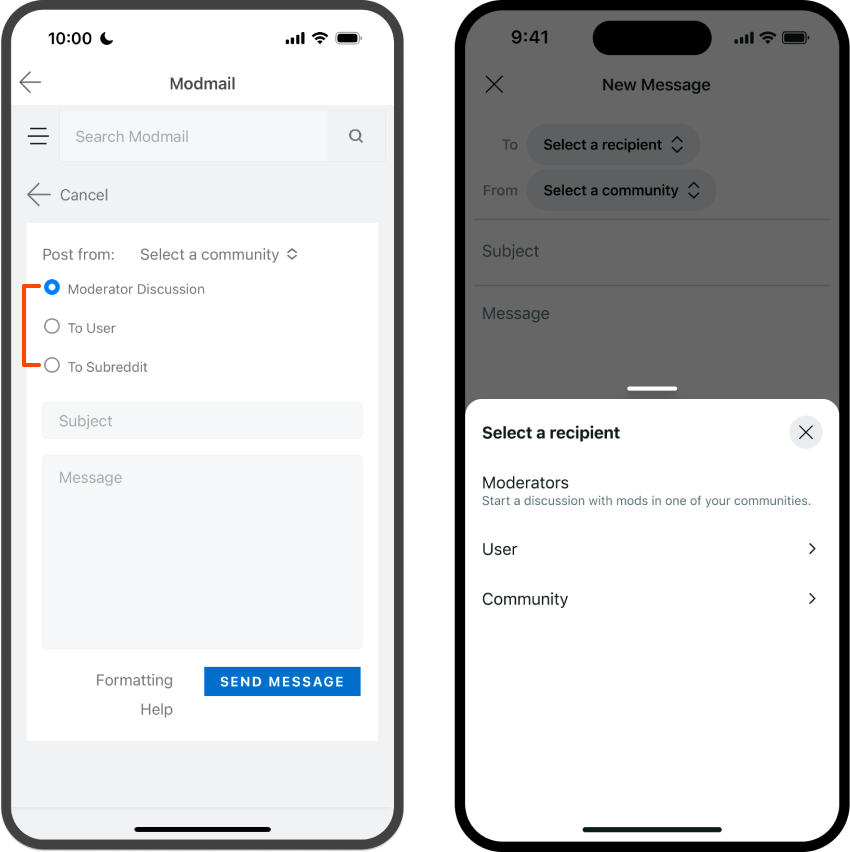 10:00
Modmail
Search Modmail
Cancel
Post from: Select a community
Moderator Discussion
To User
To Subreddit
Subject
Message
Formatting
Help
SEND MESSAGE
9:41
New Message
To Select a recipient
From Select a community
Subject
Message
Select a recipient
Moderators
Start a discussion with mods in one of your communities.
User
Community